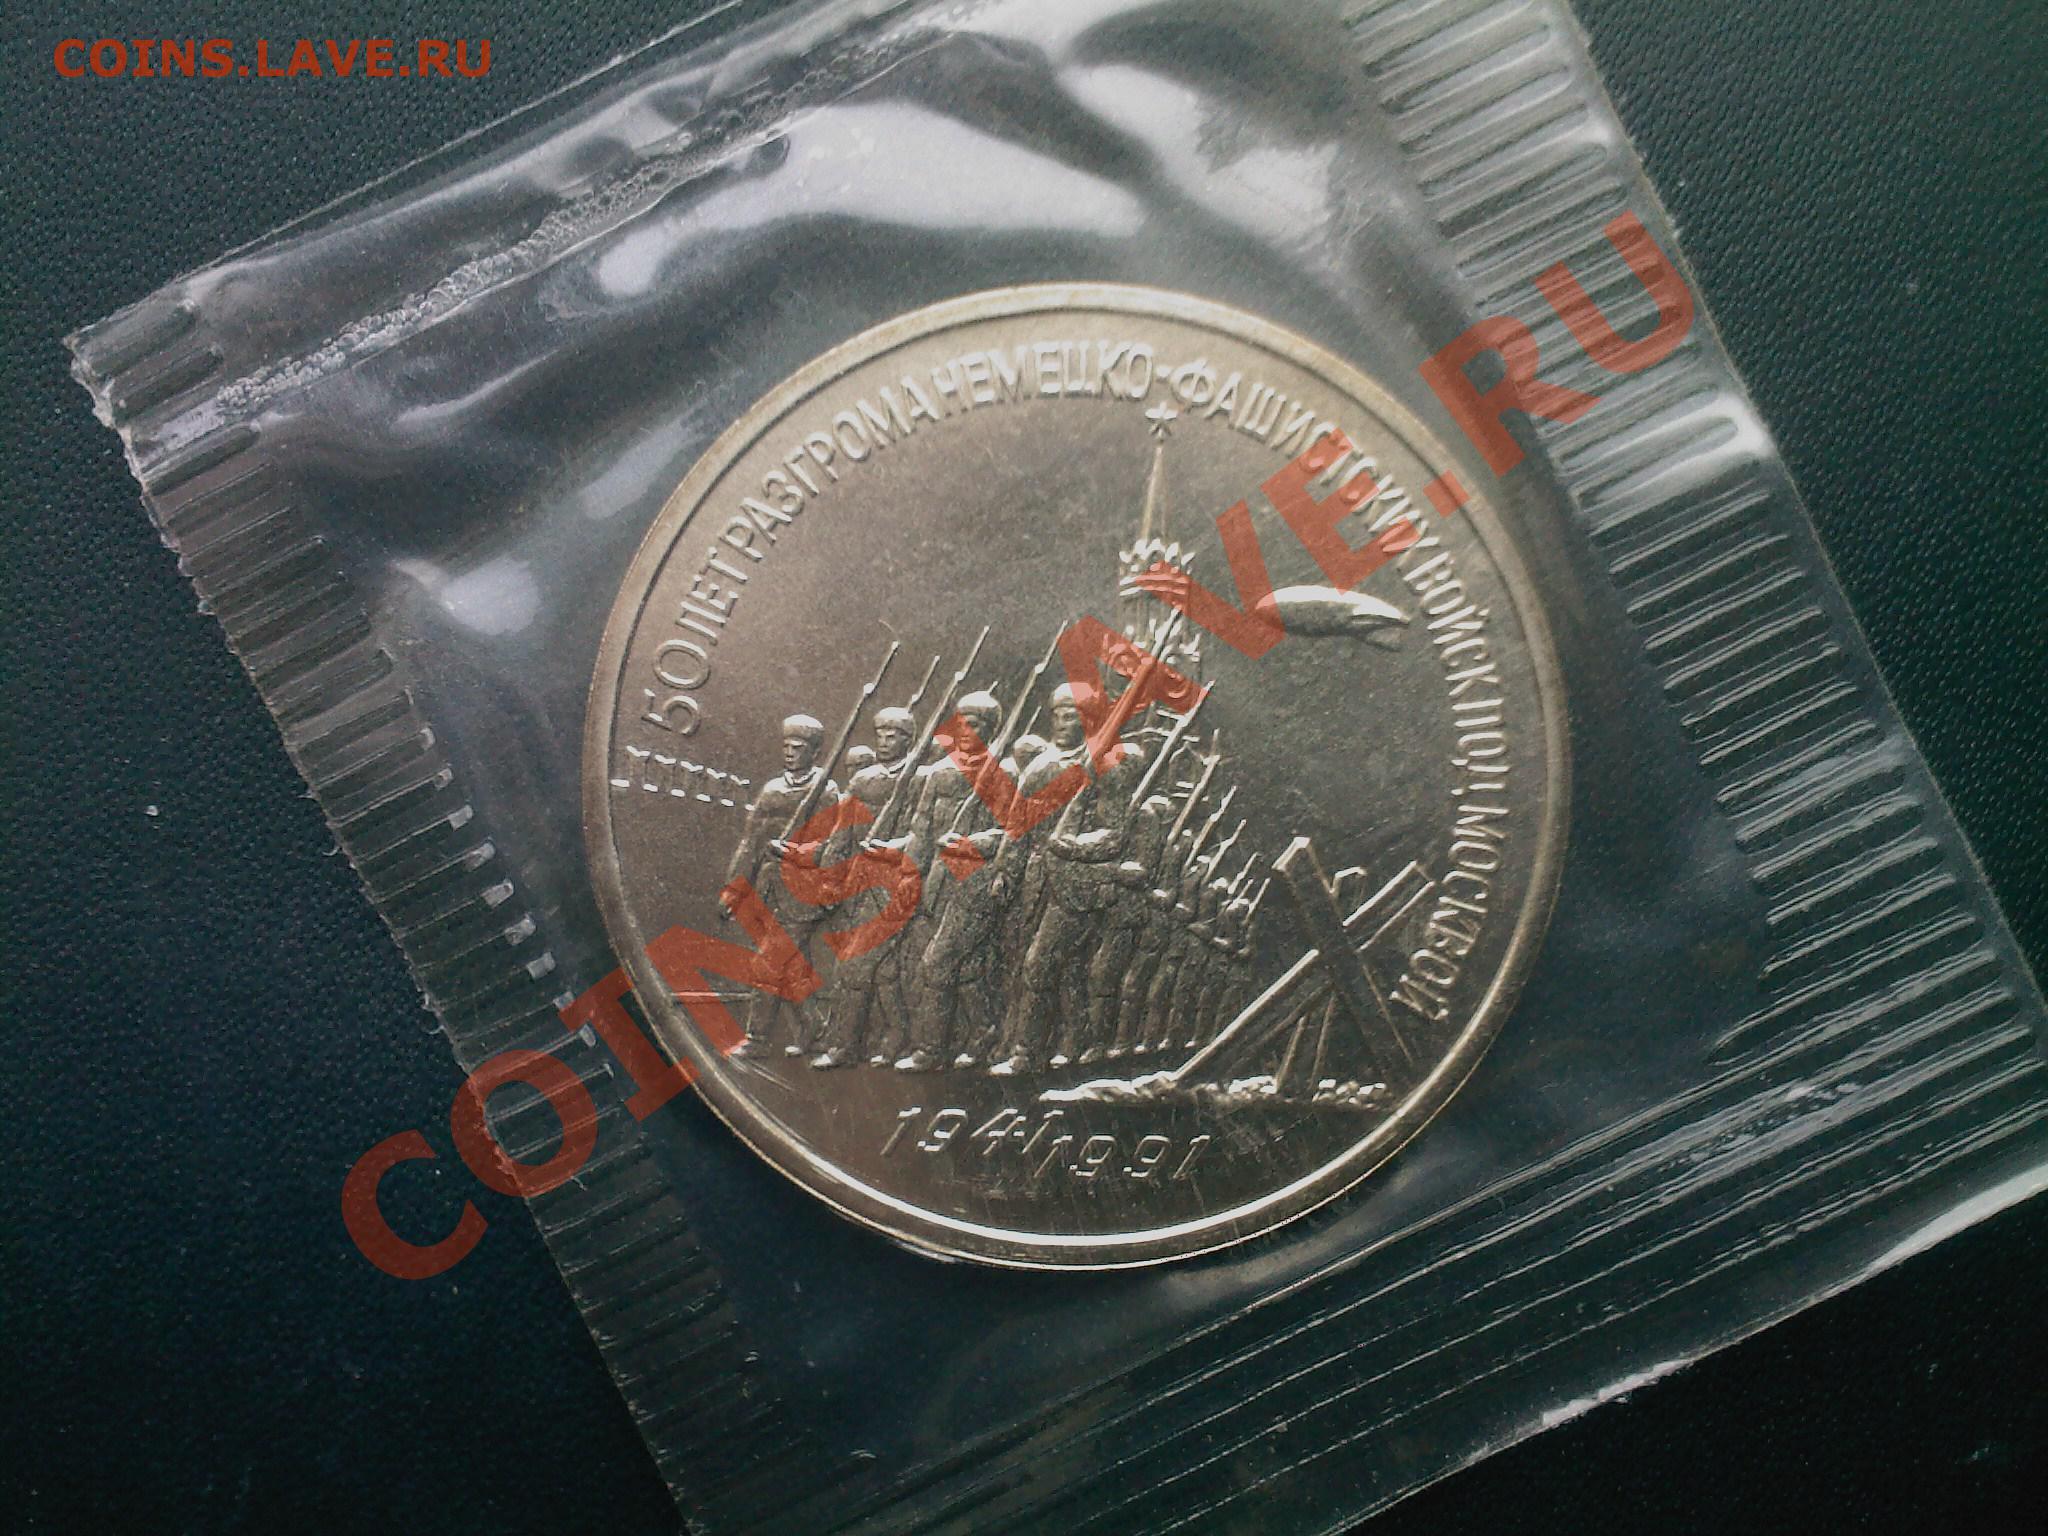 COINS.LAVE.RU
50 ЛЕТ РАЗГРОМА НЕМЕЦКО-ФАШИСТСКИХ ВОЙСК ПОД МОСКВОЙ
COINS.LAVE.RU
1941 1991